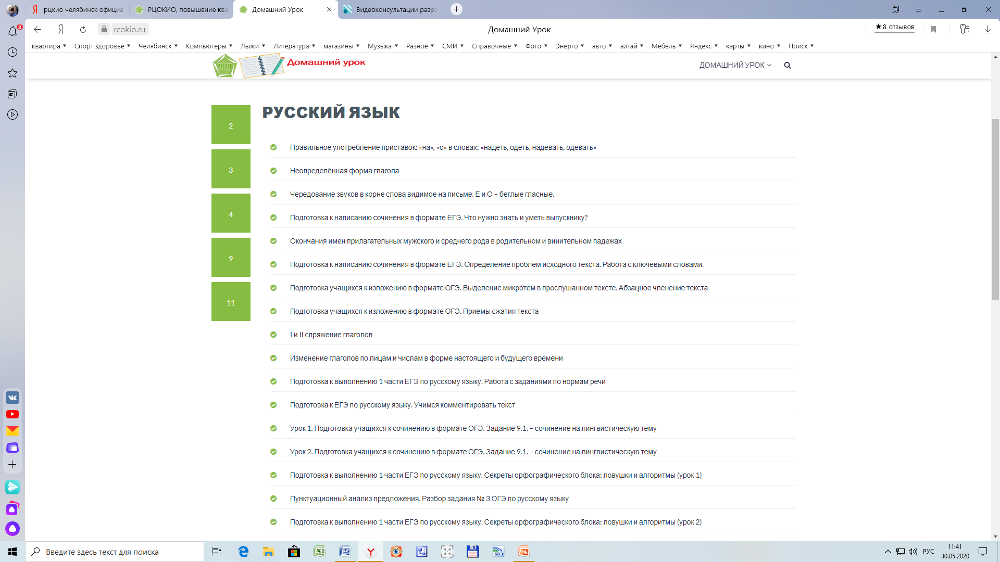 Я рцкио челябинск официа
РЦОКИО, повышение ква
Домашний Урок
Видеоконсультации разра
2
rcokio.ru
Домашний Урок
★8 отзывов
квартира Спорт здоровье Челябинск Компьютеры Лыжи Литература магазины Музыка Разное СМИ Справочные Фото Энерго авто алтай Мебель Яндекс карты кино Поиск
РЦОКИО
Домашний урок
ДОМАШНИЙ УРОК
РУССКИЙ ЯЗЫК
2
3
4
9
11
Правильное употребление приставок: «на», «о» в словах: «надеть, одеть, надевать, одевать»
Неопределённая форма глагола
Чередование звуков в корне слова видимое на письме. Е и О – беглые гласные.
Подготовка к написанию сочинения в формате ЕГЭ. Что нужно знать и уметь выпускнику?
Окончания имен прилагательных мужского и среднего рода в родительном и винительном падежах
Подготовка к написанию сочинения в формате ЕГЭ. Определение проблем исходного текста. Работа с ключевыми словами.
Подготовка учащихся к изложению в формате ОГЭ. Выделение микротем в прослушанном тексте. Абзацное членение текста
Подготовка учащихся к изложению в формате ОГЭ. Приемы сжатия текста
I и II спряжение глаголов
Изменение глаголов по лицам и числам в форме настоящего и будущего времени
Подготовка к выполнению 1 части ЕГЭ по русскому языку. Работа с заданиями по нормам речи
Подготовка к ЕГЭ по русскому языку. Учимся комментировать текст
Урок 1. Подготовка учащихся к сочинению в формате ОГЭ. Задание 9.1. – сочинение на лингвистическую тему
Урок 2. Подготовка учащихся к сочинению в формате ОГЭ. Задание 9.1. – сочинение на лингвистическую тему
Подготовка к выполнению 1 части ЕГЭ по русскому языку. Секреты орфографического блока: ловушки и алгоритмы (урок 1)
Пунктуационный анализ предложения. Разбор задания № 3 ОГЭ по русскому языку
Подготовка к выполнению 1 части ЕГЭ по русскому языку. Секреты орфографического блока: ловушки и алгоритмы (урок 2)
Введите здесь текст для поиска
РУС
11:41
30.05.2020